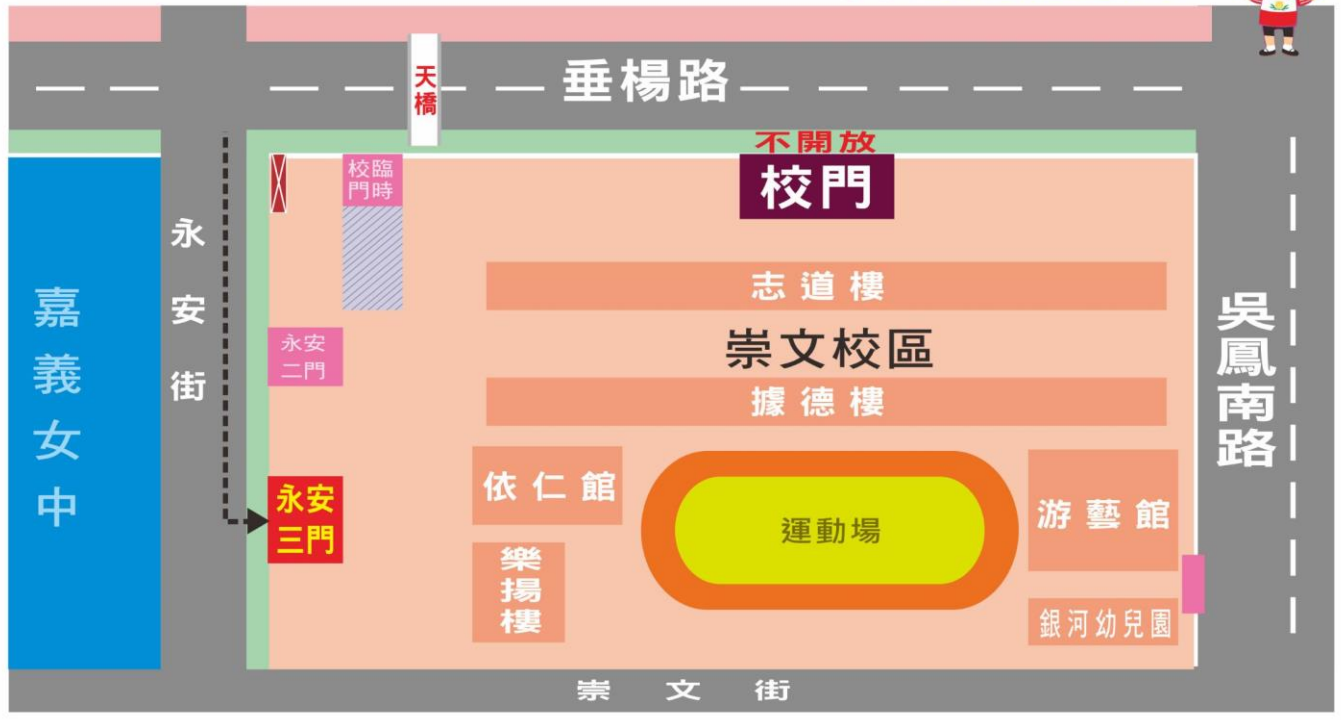 垂楊路
天橋
不開放
校門
校臨
門時
永安街
志道樓
嘉義女中
崇文校區
吳鳳南路
永安
二門
據德樓
依仁館
永安
三門
運動場
游藝館
樂揚樓
銀河幼兒園
崇文街